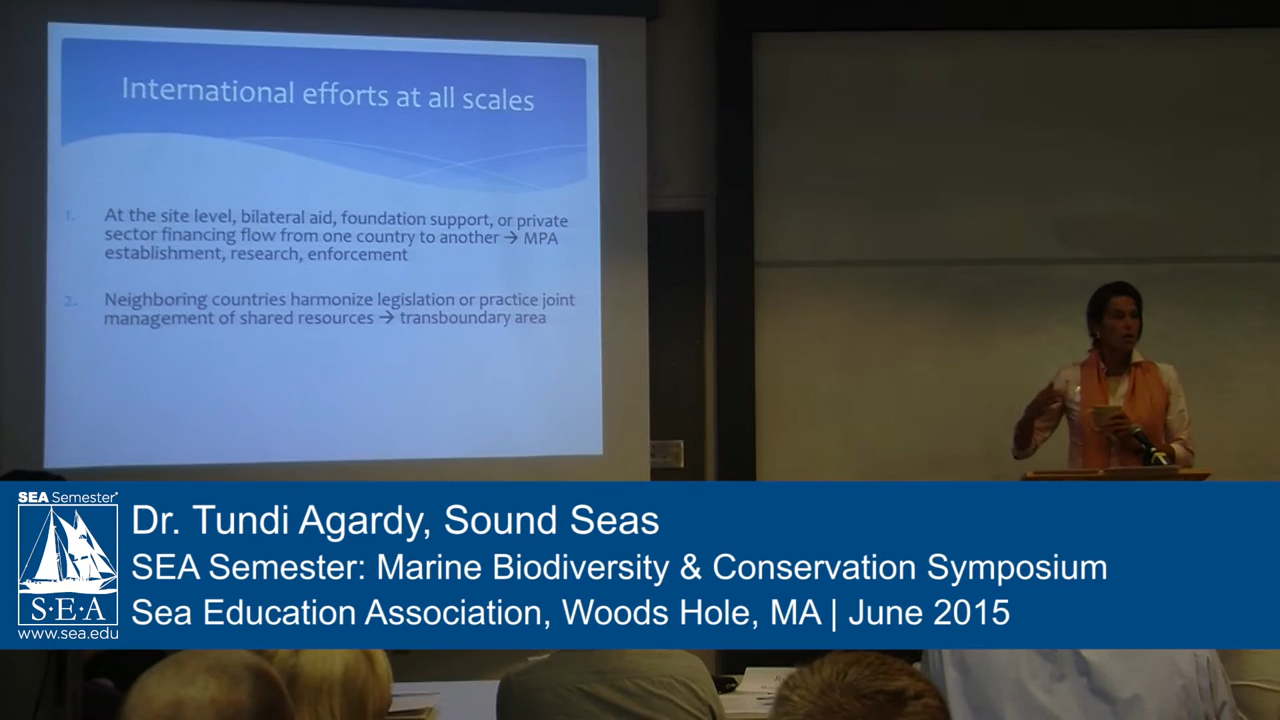 International efforts at all scales
1. At the site level, bilateral aid, foundation support, or private
sector financing flow from one country to another → MPA
establishment, research, enforcement
2. Neighboring countries harmonize legislation or practice joint
management of shared resources → transboundary area
SEA Semester®
S·E·A
www.sea.edu
Dr. Tundi Agardy, Sound Seas
SEA Semester: Marine Biodiversity & Conservation Symposium
Sea Education Association, Woods Hole, MA | June 2015